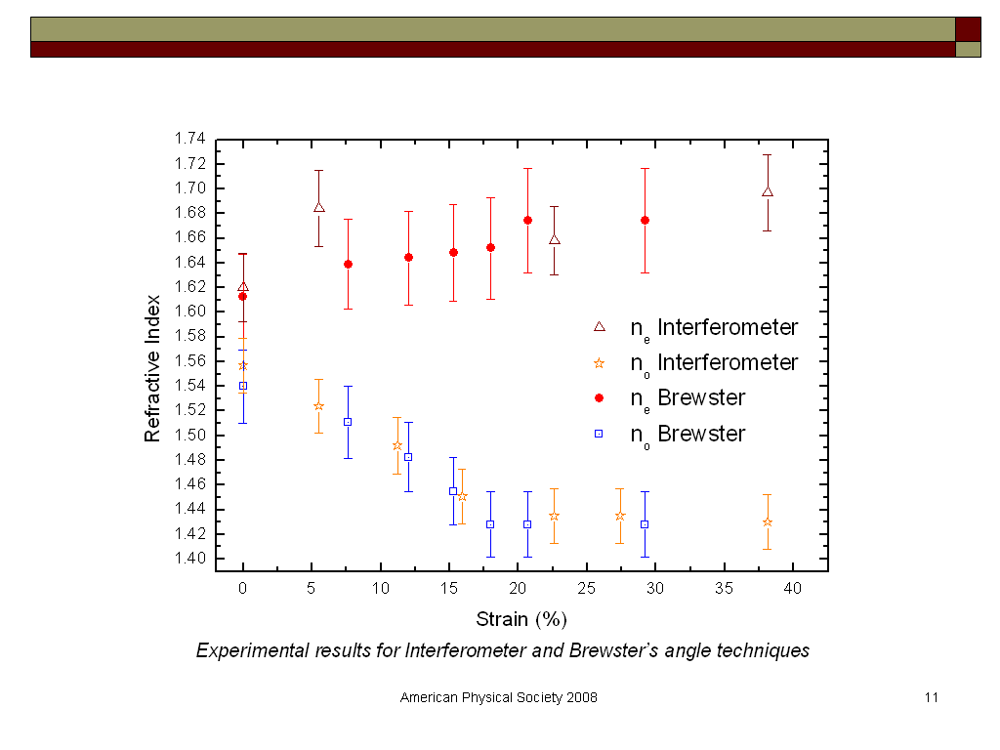 1.74
1.72
1.70
1.68
1.66
1.64
1.62
1.60
1.58
1.56
1.54
1.52
1.50
1.48
1.46
1.44
1.42
1.40
Refractive Index
ne Interferometer
no Interferometer
ne Brewster
no Brewster
0 5 10 15 20 25 30 35 40
Strain (%)
Experimental results for Interferometer and Brewster's angle techniques
American Physical Society 2008 11